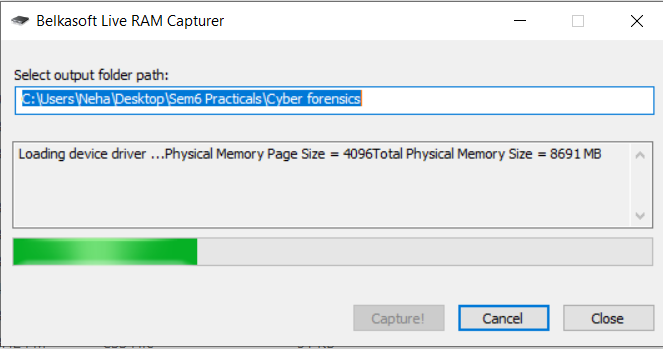 Belkasoft Live RAM Capturer
Select output folder path:
C:\Users\Neha\Desktop\Sem6 Practicals\Cyber forensics
Loading device driver ...Physical Memory Page Size = 4096Total Physical Memory Size = 8691 MB
Capture!
Cancel
Close